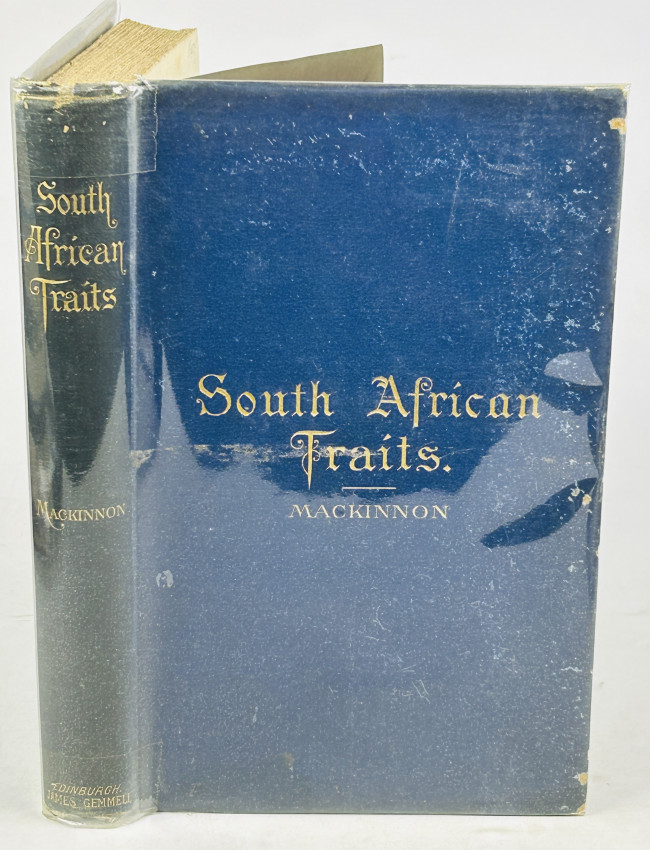 South
African
Traits
MACKINNON
EDINBURGH.
JAMES GEMMELL
South African
Traits.
MACKINNON